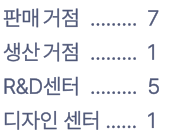 판매 거점 ......... 7
생산 거점 ......... 1
R&D센터 ......... 5
디자인 센터 ...... 1